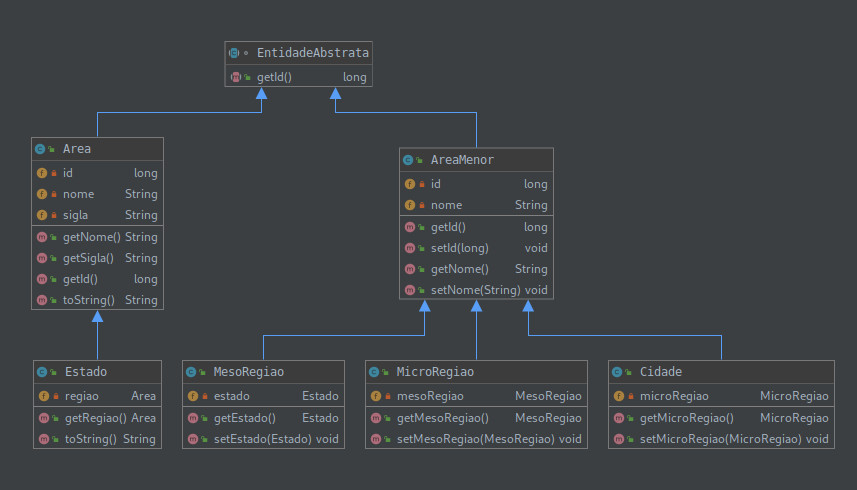 EntidadeAbstrata
getId() long
Area
id long
nome String
sigla String
getNome() String
getSigla() String
getId() long
toString() String
AreaMenor
id long
nome String
getId() long
setId(long) void
getNome() String
setNome(String) void
Estado
regiao Area
getRegiao() Area
toString() String
MesoRegiao
estado Estado
getEstado() Estado
setEstado(Estado) void
MicroRegiao
mesoRegiao MesoRegiao
getMesoRegiao() MesoRegiao
setMesoRegiao(MesoRegiao) void
Cidade
microRegiao MicroRegiao
getMicroRegiao() MicroRegiao
setMicroRegiao(MicroRegiao) void